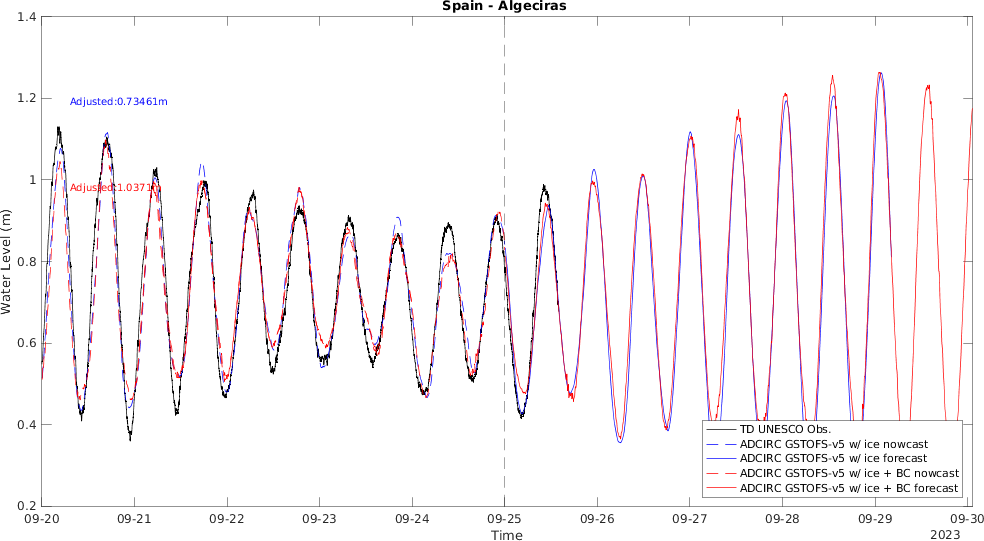 Spain - Algeciras
1.4
1.2
1
0.8
0.6
0.4
0.2
Water Level (m)
Adjusted:0.73461m
Adjusted:1.0371m
TD UNESCO Obs.
ADCIRC GSTOFS-v5 w/ ice nowcast
ADCIRC GSTOFS-v5 w/ ice forecast
ADCIRC GSTOFS-v5 w/ ice + BC nowcast
ADCIRC GSTOFS-v5 w/ ice + BC forecast
09-20 09-21 09-22 09-23 09-24 09-25 09-26 09-27 09-28 09-29 09-30
Time
2023